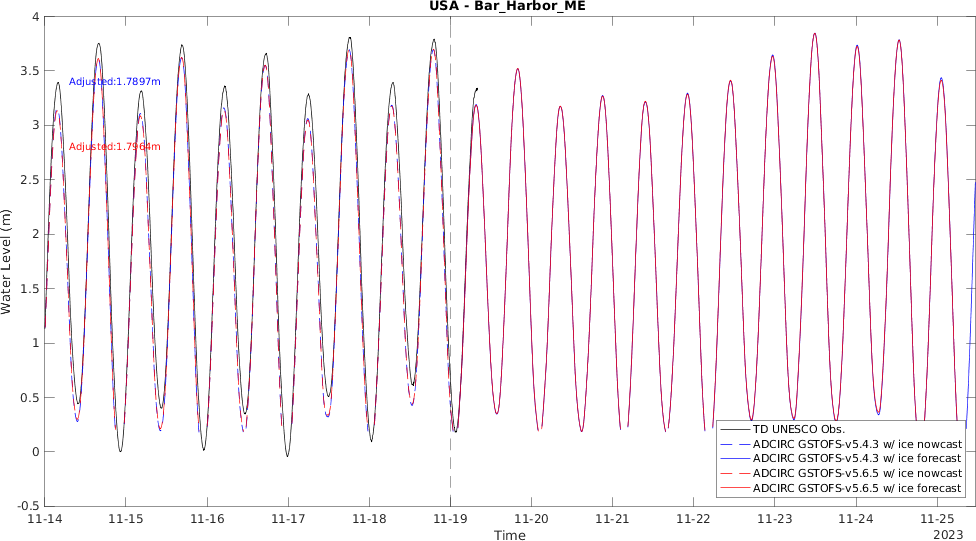 USA - Bar_Harbor_ME
4
3.5
3
2.5
2
1.5
1
0.5
0
-0.5
Water Level (m)
Adjusted:1.7897m
Adjusted:1.7964m
TD UNESCO Obs.
ADCIRC GSTOFS-v5.4.3 w/ ice nowcast
ADCIRC GSTOFS-v5.4.3 w/ ice forecast
ADCIRC GSTOFS-v5.6.5 w/ ice nowcast
ADCIRC GSTOFS-v5.6.5 w/ ice forecast
11-14 11-15 11-16 11-17 11-18 11-19 11-20 11-21 11-22 11-23 11-24 11-25
Time
2023